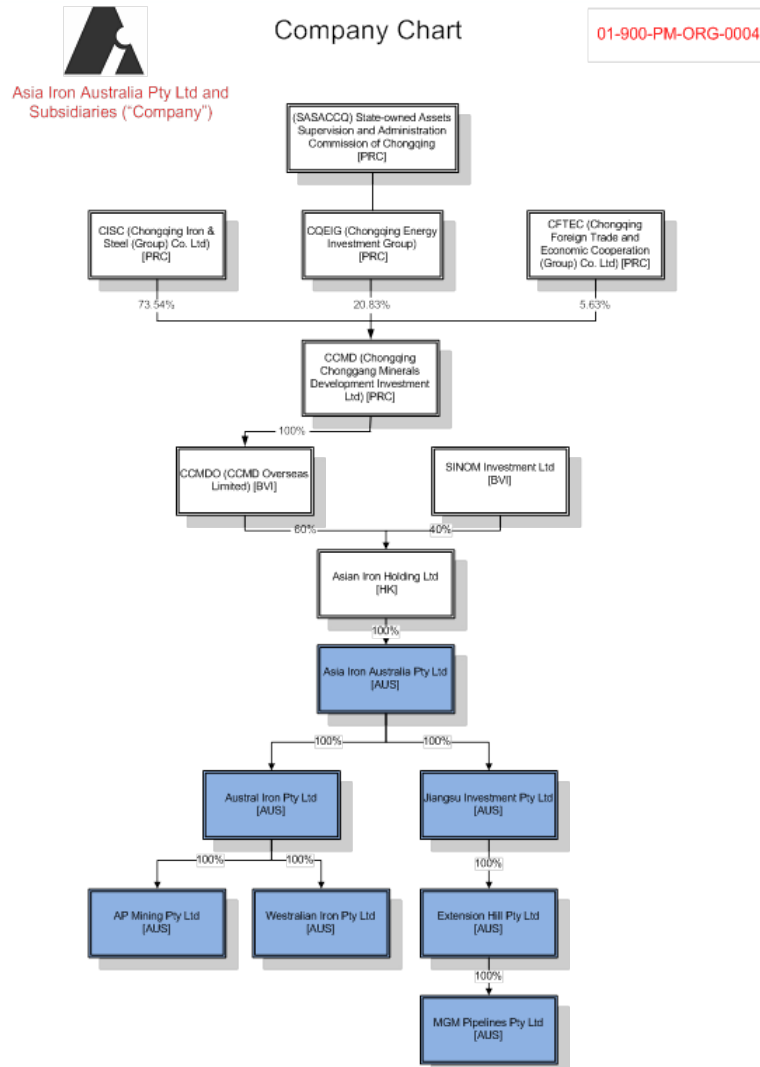 Company Chart
01-900-PM-ORG-0004
Asia Iron Australia Pty Ltd and
Subsidiaries (“Company”)
(SASACCQ) State-owned Assets
Supervision and Administration
Commission of Chongqing
[PRC]
CISC (Chongqing Iron &
Steel (Group) Co. Ltd)
[PRC]
CQEIG (Chongqing Energy
Investment Group)
[PRC]
CFTEC (Chongqing
Foreign Trade and
Economic Cooperation
(Group) Co. Ltd) [PRC]
73.54%
20.83%
5.63%
CCMD (Chongqing
Chonggang Minerals
Development Investment
Ltd) [PRC]
100%
CCMDO (CCMD Overseas
Limited) [BVI]
SINOM Investment Ltd
[BVI]
60%
40%
Asian Iron Holding Ltd
[HK]
100%
Asia Iron Australia Pty Ltd
[AUS]
100%
100%
Austral Iron Pty Ltd
[AUS]
Jiangsu Investment Pty Ltd
[AUS]
100%
100%
100%
AP Mining Pty Ltd
[AUS]
Westralian Iron Pty Ltd
[AUS]
Extension Hill Pty Ltd
[AUS]
100%
MGM Pipelines Pty Ltd
[AUS]